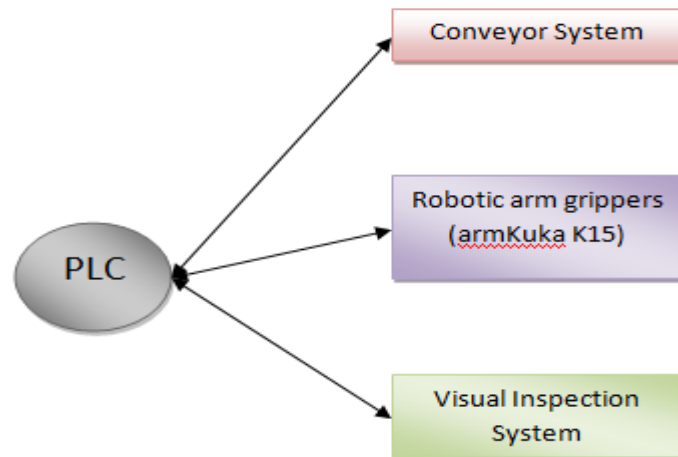 Conveyor System
Robotic arm grippers
(armKuka K15)
PLC
Visual Inspection
System